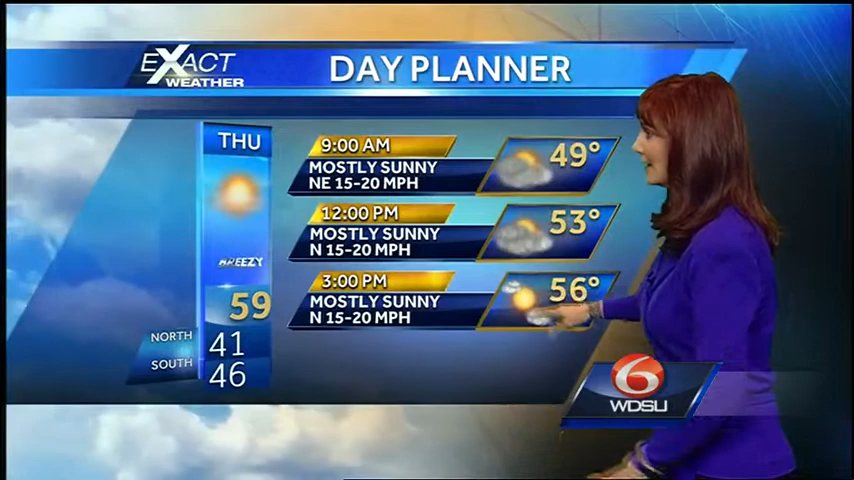 EXACT
WEATHER
DAY PLANNER
THU
BREEZY
59
NORTH
41
SOUTH
46
9:00 AM
MOSTLY SUNNY
NE 15-20 MPH
49°
12:00 PM
MOSTLY SUNNY
N 15-20 MPH
53°
3:00 PM
MOSTLY SUNNY
N 15-20 MPH
56°
6
WDSU